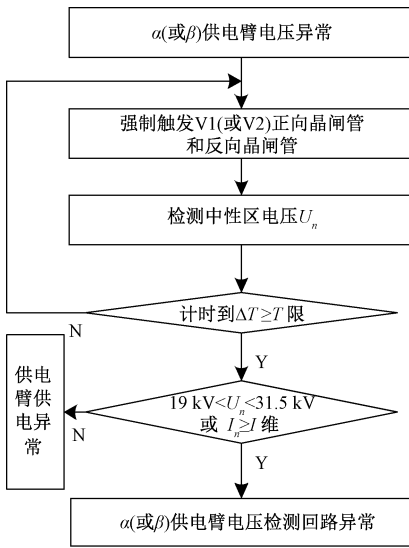 α(或β)供电臂电压异常
强制触发V1(或V2)正向晶闸管
和反向晶闸管
检测中性区电压Uₙ
计时到ΔT≥T 限
N
Y
19 kV<Uₙ<31.5 kV
或 Iₙ≥I 维
N
供电
臂供
电异
常
Y
α(或β)供电臂电压检测回路异常